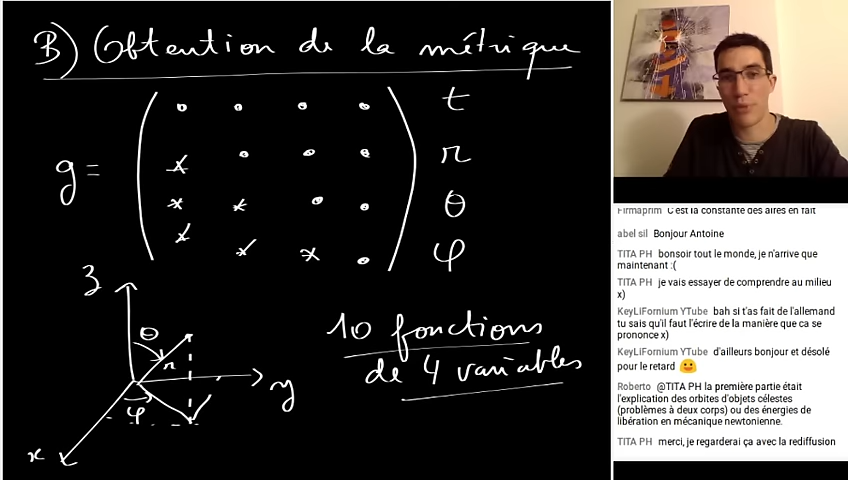 B) Obtention de la métrique
g =
t
r
θ
φ
z
θ
r
φ
y
x
10 fonctions
de 4 variables
Firmaprim C'est la constante des aires en fait
abel sil Bonjour Antoine
TITA PH bonsoir tout le monde, je n'arrive que
maintenant :(
TITA PH je vais essayer de comprendre au milieu
x)
KeyLiFornium YTube bah si t'as fait de l'allemand
tu sais qu'il faut l'écrire de la manière que ca se
prononce x)
KeyLiFornium YTube d'ailleurs bonjour et désolé
pour le retard 😛
Roberto @TITA PH la première partie était
l'explication des orbites d'objets célestes
(problèmes à deux corps) ou des énergies de
libération en mécanique newtonienne.
TITA PH merci, je regarderai ça avec la rediffusion